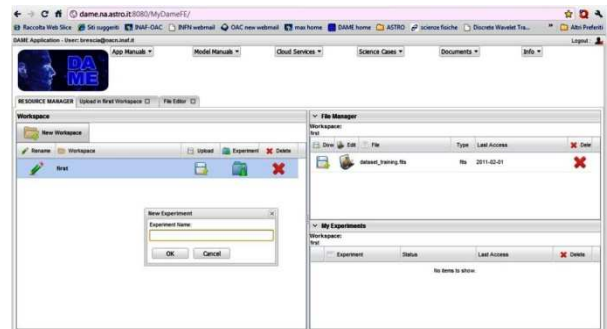 dame.na.astro.it:8080/MyDameFE/
Raccolta Web Slice Siti suggeriti INAF-OAC INFN webmail OAC new webmail max home DAME home ASTRO scienze fisiche Discrete Wavelet Tra... » Altri Preferiti
DAME Application - User: brescia@oacn.inaf.it Logout
App Manuals Model Manuals Cloud Services Science Cases Documents Info
DA
ME
RESOURCE MANAGER Upload in first Workspace File Editor
Workspace
New Workspace
Rename Workspace Upload Experiment Delete
first
File Manager
Workspace:
first
Down Edit File Type Last Access Delete
dataset_training.fits fits 2011-02-01
New Experiment
Experiment Name:
OK Cancel
My Experiments
Workspace:
first
Experiment Status Last Access Delete
No items to show.